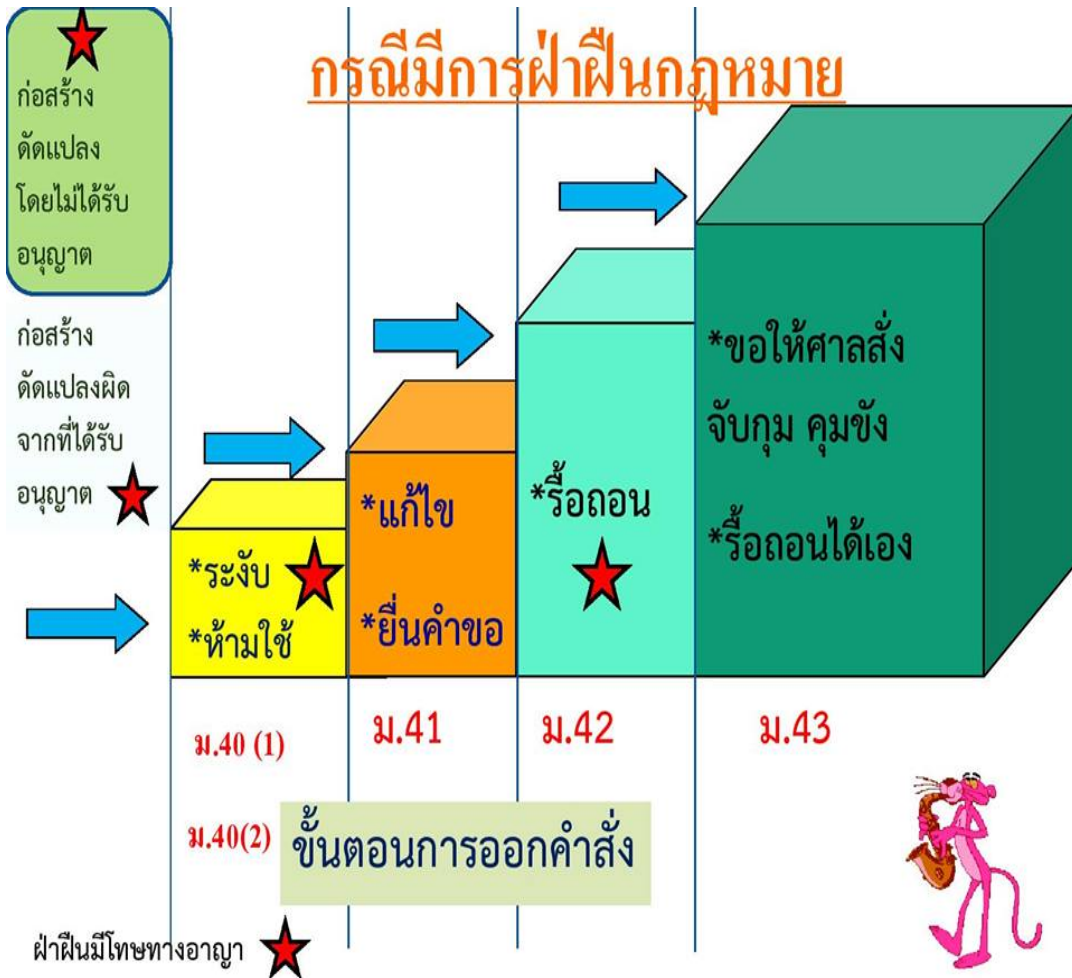 กรณีมีการฝ่าฝืนกฎหมาย
ก่อสร้าง
ดัดแปลง
โดยไม่ได้รับ
อนุญาต
ก่อสร้าง
ดัดแปลงผิด
จากที่ได้รับ
อนุญาต
*ระงับ
*ห้ามใช้
*แก้ไข
*ยื่นคำขอ
*รื้อถอน
*ขอให้ศาลสั่ง
จับกุม คุมขัง
*รื้อถอนได้เอง
ม.40 (1)
ม.40(2)
ม.41
ม.42
ม.43
ขั้นตอนการออกคำสั่ง
ฝ่าฝืนมีโทษทางอาญา